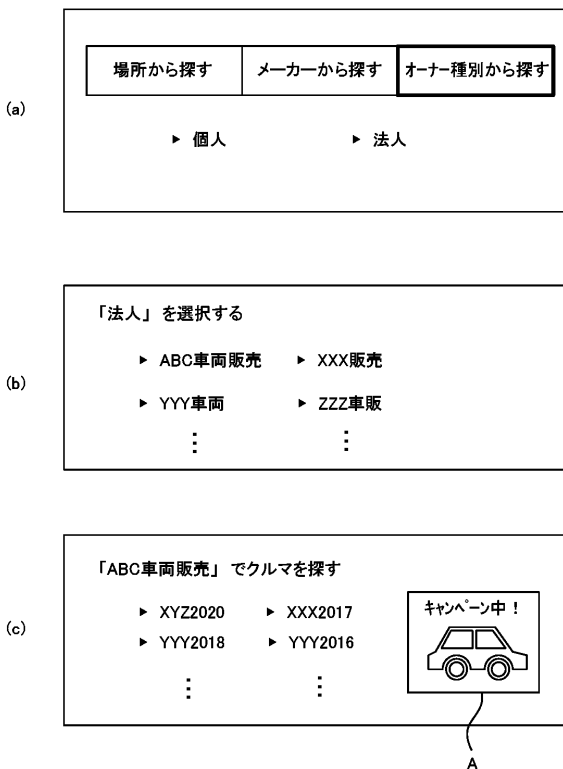 場所から探す メーカーから探す オーナー種別から探す
(a)
▶ 個人 ▶ 法人
「法人」を選択する
▶ ABC車両販売 ▶ XXX販売
(b)
▶ YYY車両 ▶ ZZZ車販
⋮ ⋮
「ABC車両販売」でクルマを探す
▶ XYZ2020 ▶ XXX2017 キャンペーン中！
(c)
▶ YYY2018 ▶ YYY2016
⋮ ⋮
A